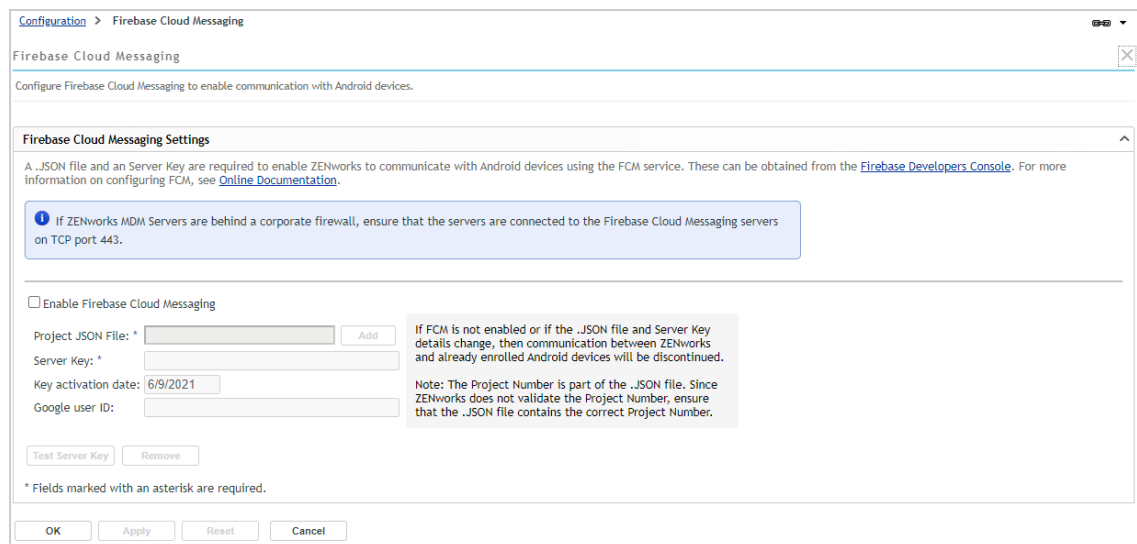 Configuration > Firebase Cloud Messaging
Firebase Cloud Messaging
Configure Firebase Cloud Messaging to enable communication with Android devices.
Firebase Cloud Messaging Settings
A .JSON file and an Server Key are required to enable ZENworks to communicate with Android devices using the FCM service. These can be obtained from the Firebase Developers Console. For more
information on configuring FCM, see Online Documentation.
If ZENworks MDM Servers are behind a corporate firewall, ensure that the servers are connected to the Firebase Cloud Messaging servers
on TCP port 443.
Enable Firebase Cloud Messaging
Project JSON File: * Add
Server Key: *
Key activation date: 6/9/2021
Google user ID:
If FCM is not enabled or if the .JSON file and Server Key
details change, then communication between ZENworks
and already enrolled Android devices will be discontinued.
Note: The Project Number is part of the .JSON file. Since
ZENworks does not validate the Project Number, ensure
that the .JSON file contains the correct Project Number.
Test Server Key Remove
* Fields marked with an asterisk are required.
OK Apply Reset Cancel